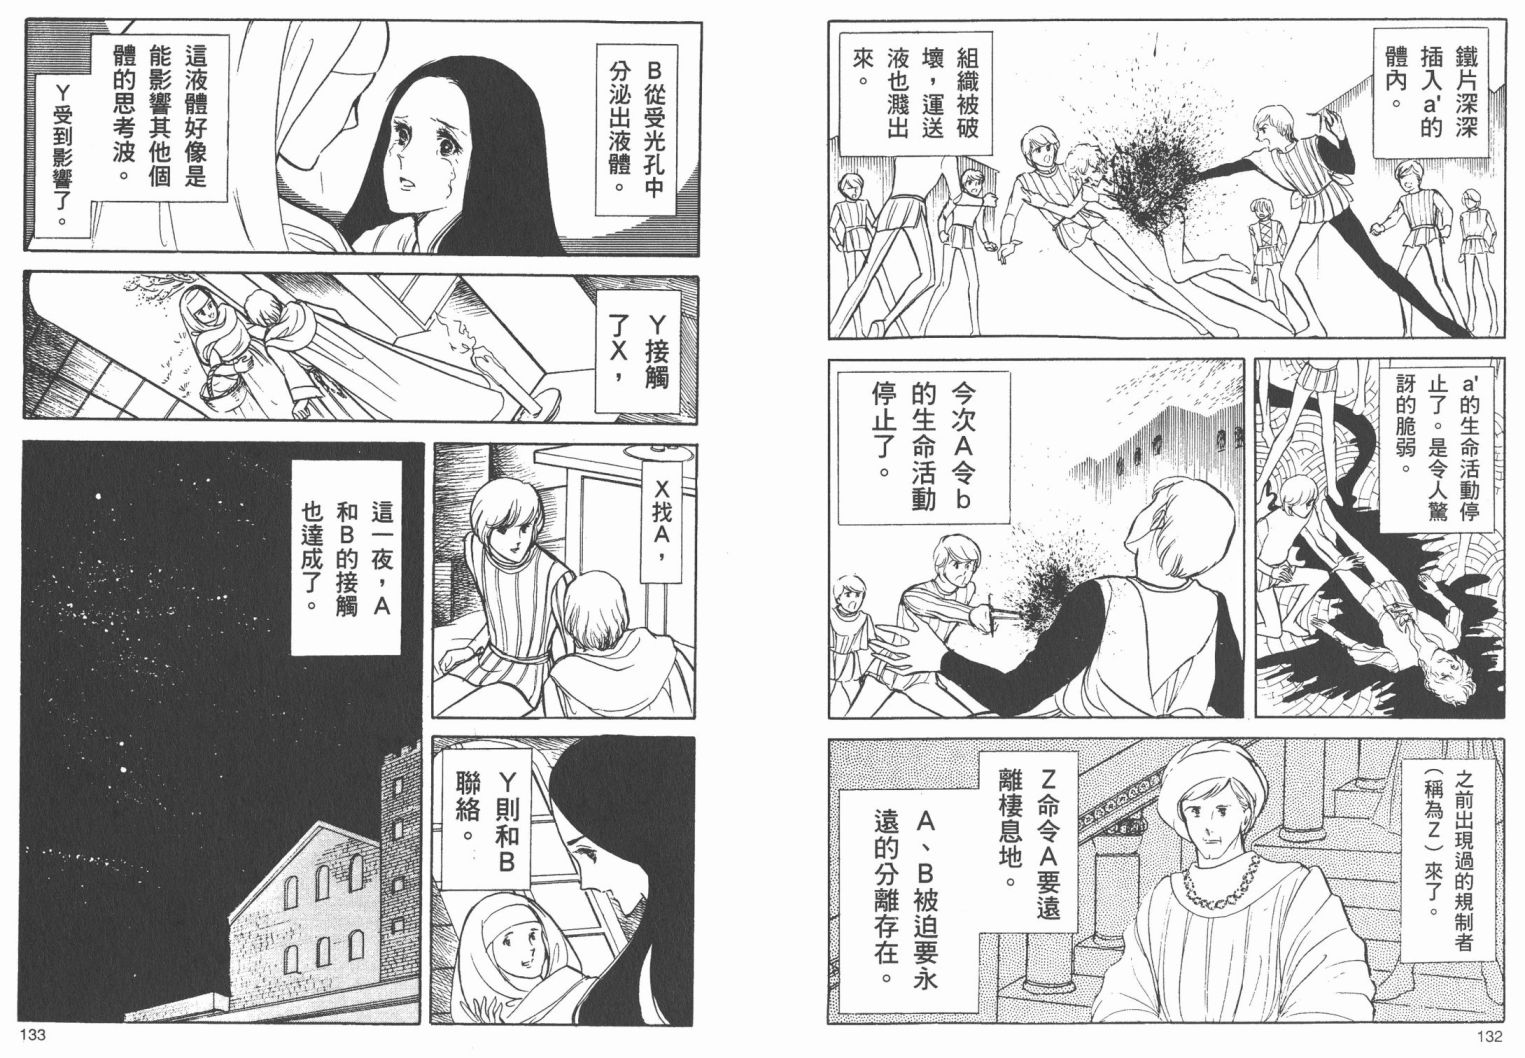 鐵片深深
插入a'的
體內。
組織被破
壞，運送
液也濺出
來。
a'的生命活動停
止了。是令人驚
訝的脆弱。
今次A令b
的生命活動
停止了。
之前出現過的規制者
（稱為Z）來了。
Z命令A要遠
離棲息地。
A、B被迫要永
遠的分離存在。
132
B從受光孔中
分泌出液體。
這液體好像是
能影響其他個
體的思考波。
Y受到影響了。
Y接觸
了X，
X找A，
Y則和B
聯絡。
這一夜，A
和B的接觸
也達成了。
133